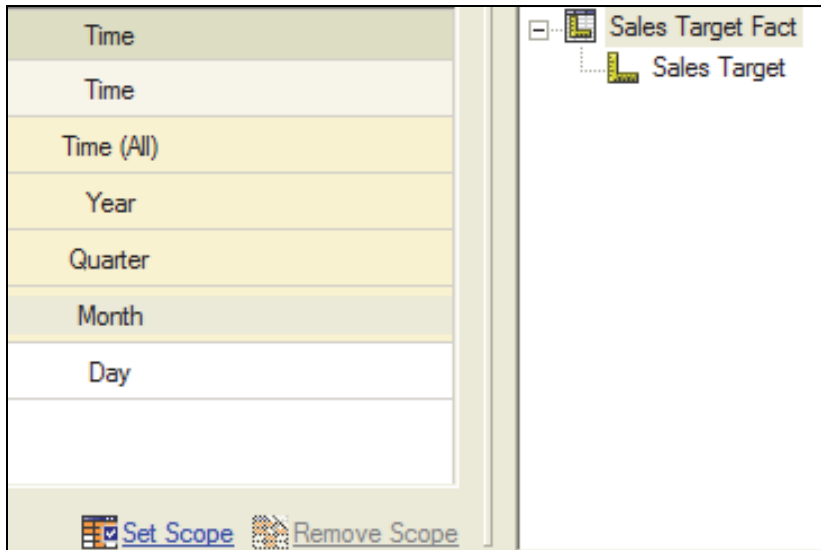 Time
Time
Time (All)
Year
Quarter
Month
Day
Set Scope Remove Scope
Sales Target Fact
Sales Target